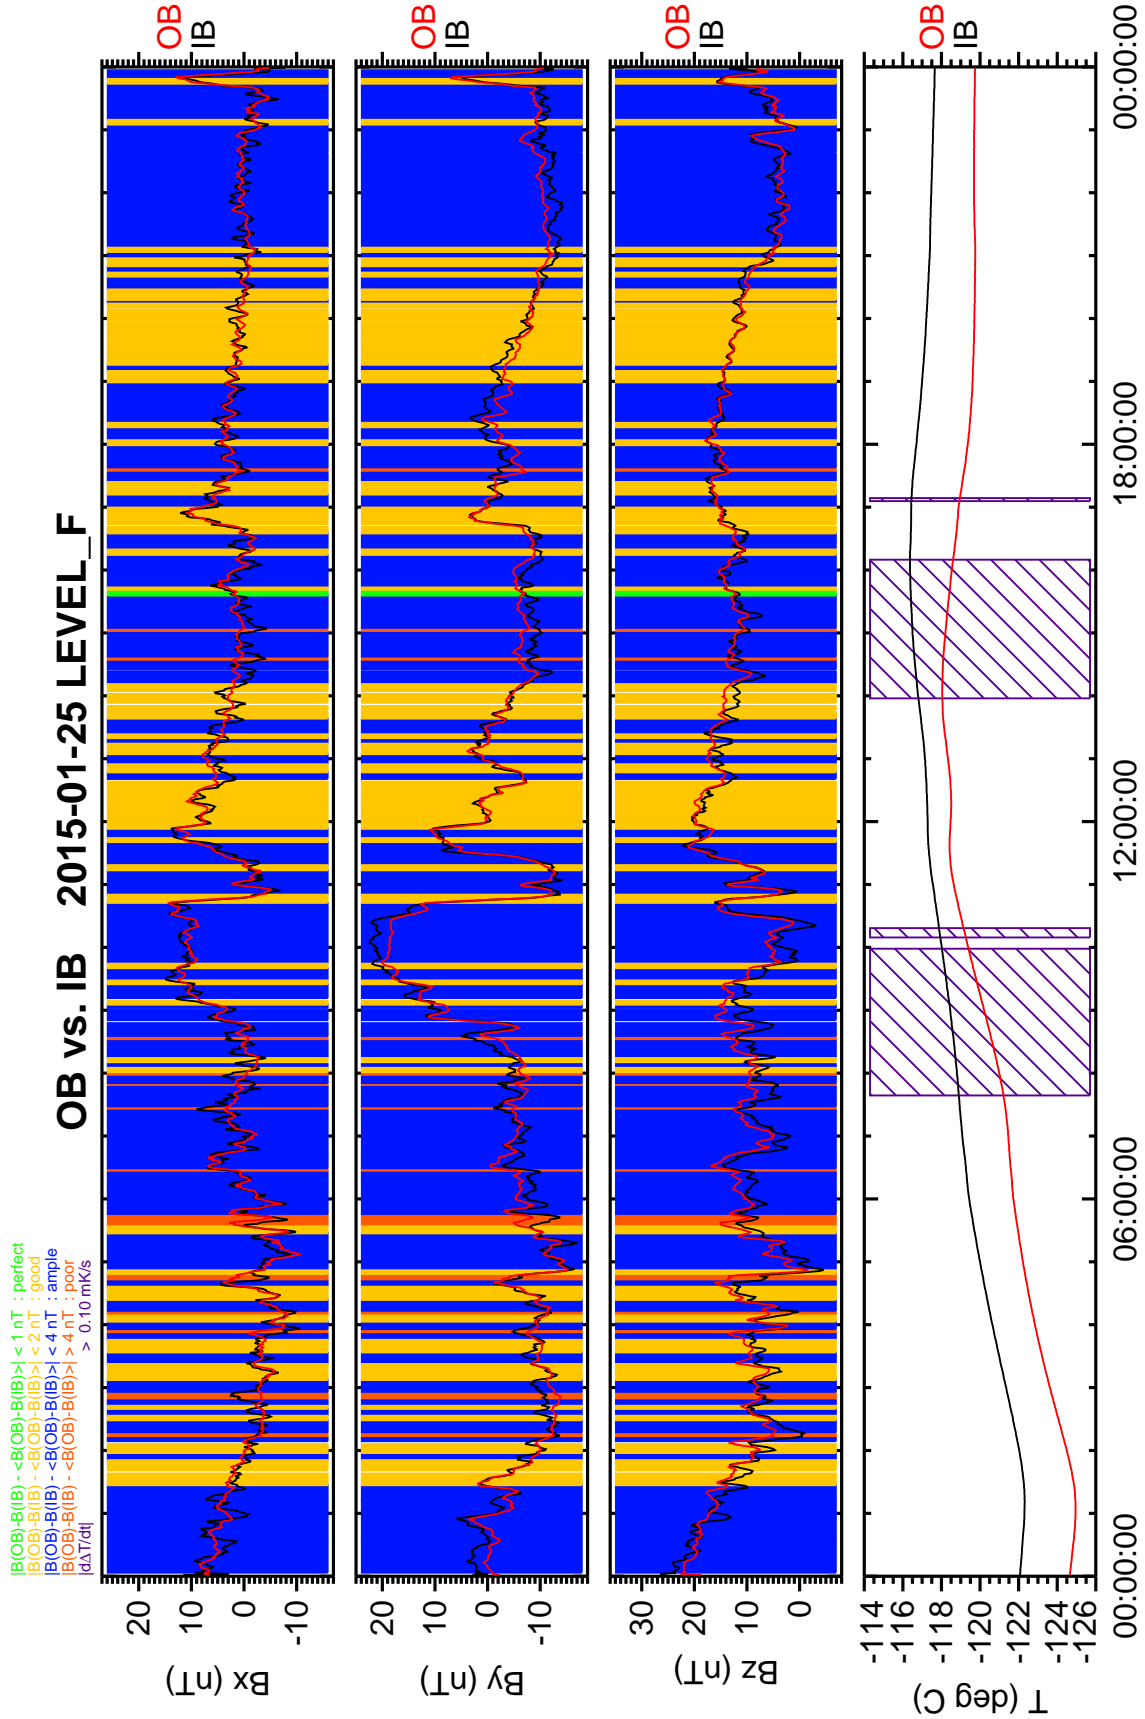 OB vs. IB 2015-01-25 LEVEL_F
|B(OB)-B(IB) - <B(OB)-B(IB)>| < 1 nT : perfect
|B(OB)-B(IB) - <B(OB)-B(IB)>| < 2 nT : good
|B(OB)-B(IB) - <B(OB)-B(IB)>| < 4 nT : ample
|B(OB)-B(IB) - <B(OB)-B(IB)>| > 4 nT : poor
|dΔT/dt| > 0.10 mK/s
Bx (nT)
20
10
0
-10
OB
IB
By (nT)
20
10
0
-10
OB
IB
Bz (nT)
30
20
10
0
OB
IB
T (deg C)
-114
-116
-118
-120
-122
-124
-126
OB
IB
00:00:00 06:00:00 12:00:00 18:00:00 00:00:00